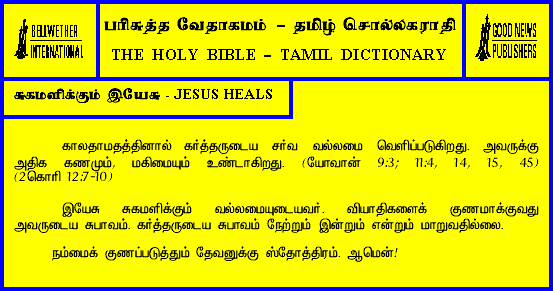 BELLWETHER
INTERNATIONAL
பரிசுத்த வேதாகமம் – தமிழ் சொல்லகராதி
THE HOLY BIBLE – TAMIL DICTIONARY
GOOD NEWS
PUBLISHERS
சுகமளிக்கும் இயேசு - JESUS HEALS
காலதாமதத்தினால் கர்த்தருடைய சர்வ வல்லமை வெளிப்படுகிறது. அவருக்கு
அதிக கனமும், மகிமையும் உண்டாகிறது. (யோவான் 9:3; 11:4, 14, 15, 45)
(2கொரி 12:7-10)
இயேசு சுகமளிக்கும் வல்லமையுடையவர். வியாதிகளைக் குணமாக்குவது
அவருடைய சுபாவம். கர்த்தருடைய சுபாவம் நேற்றும் இன்றும் என்றும் மாறுவதில்லை.
நம்மைக் குணப்படுத்தும் தேவனுக்கு ஸ்தோத்திரம். ஆமென்!